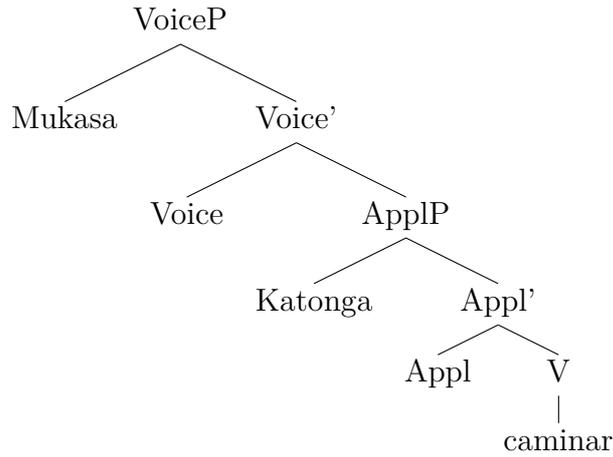 VoiceP
Mukasa Voice’
Voice ApplP
Katonga Appl’
Appl V
caminar